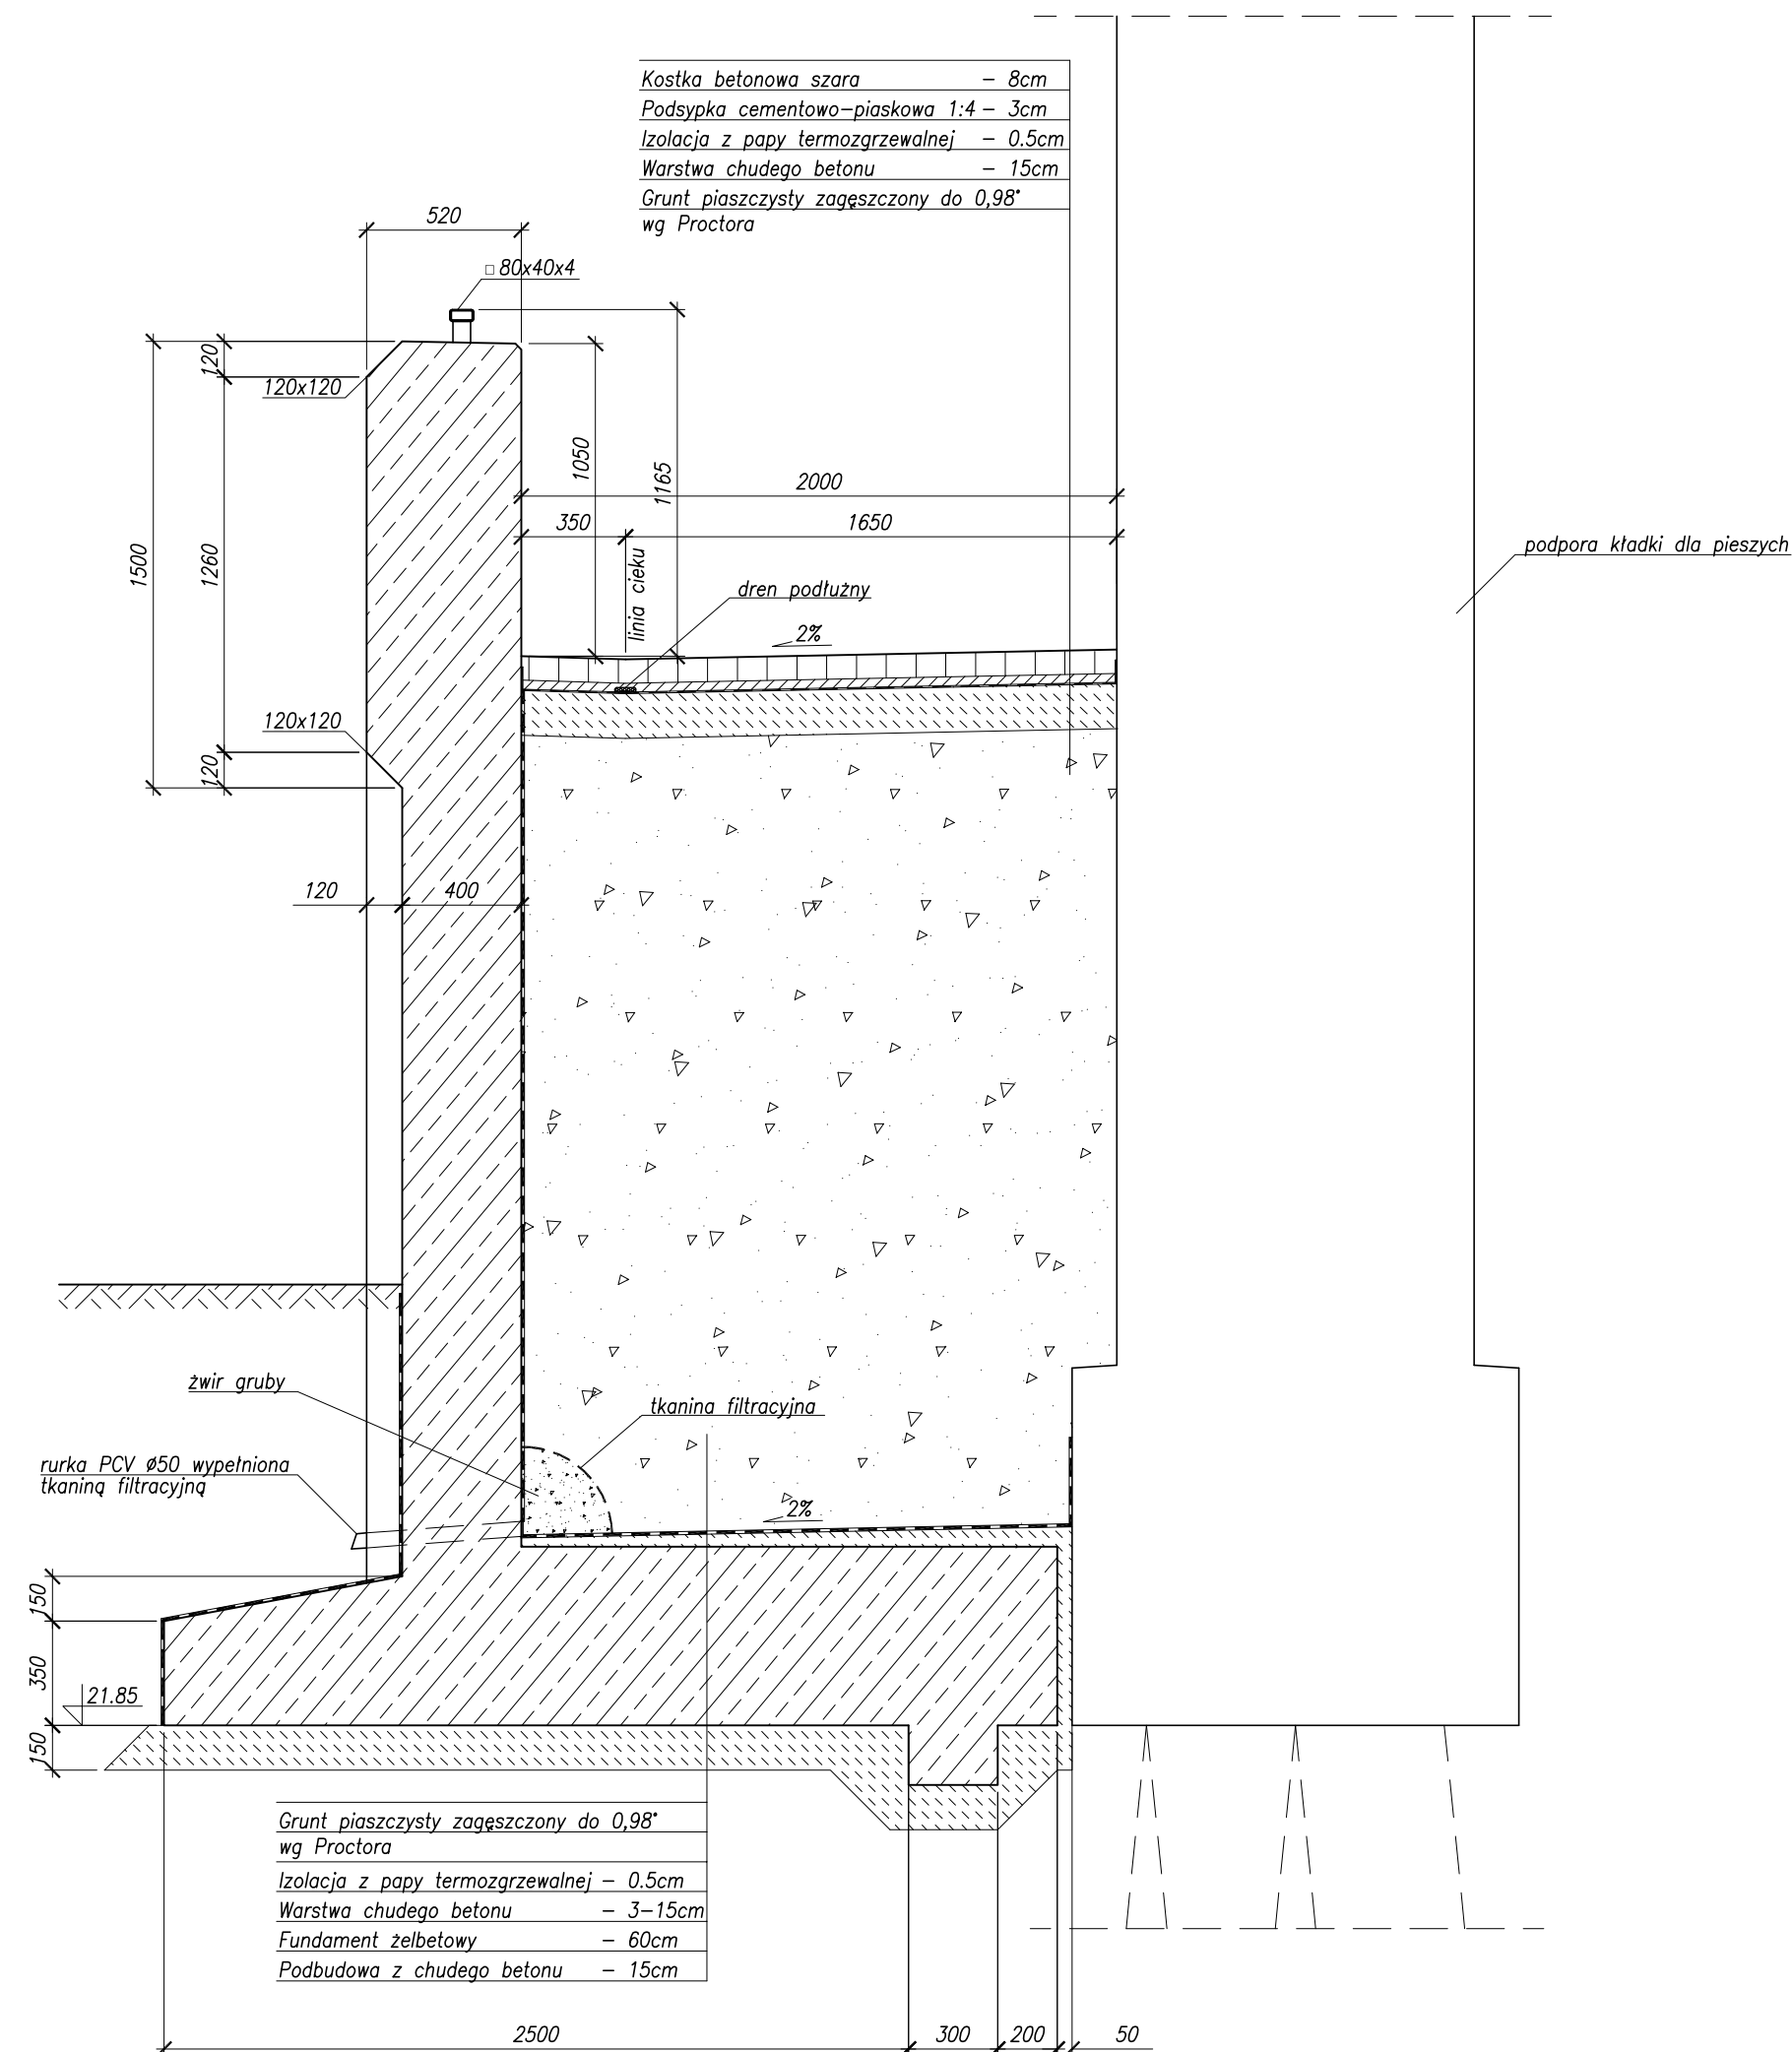 Kostka betonowa szara – 8cm
Podsypka cementowo–piaskowa 1:4 – 3cm
Izolacja z papy termozgrzewalnej – 0.5cm
Warstwa chudego betonu – 15cm
Grunt piaszczysty zagęszczony do 0,98°
wg Proctora
520
□ 80x40x4
120
120x120
1050
1165
2000
350
1650
1500
1260
linia cieku
podpora kładki dla pieszych
dren podłużny
2%
120x120
120
120
400
żwir gruby
tkanina filtracyjna
rurka PCV ø50 wypełniona
tkaniną filtracyjną
2%
150
350
21.85
150
Grunt piaszczysty zagęszczony do 0,98°
wg Proctora
Izolacja z papy termozgrzewalnej – 0.5cm
Warstwa chudego betonu – 3–15cm
Fundament żelbetowy – 60cm
Podbudowa z chudego betonu – 15cm
2500
300
200
50